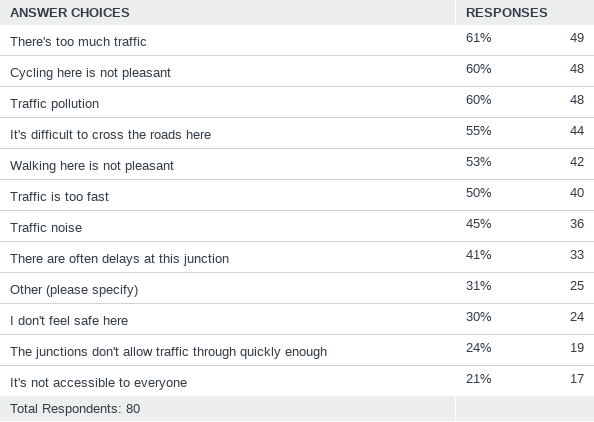 ANSWER CHOICES RESPONSES
There's too much traffic 61% 49
Cycling here is not pleasant 60% 48
Traffic pollution 60% 48
It's difficult to cross the roads here 55% 44
Walking here is not pleasant 53% 42
Traffic is too fast 50% 40
Traffic noise 45% 36
There are often delays at this junction 41% 33
Other (please specify) 31% 25
I don't feel safe here 30% 24
The junctions don't allow traffic through quickly enough 24% 19
It's not accessible to everyone 21% 17
Total Respondents: 80